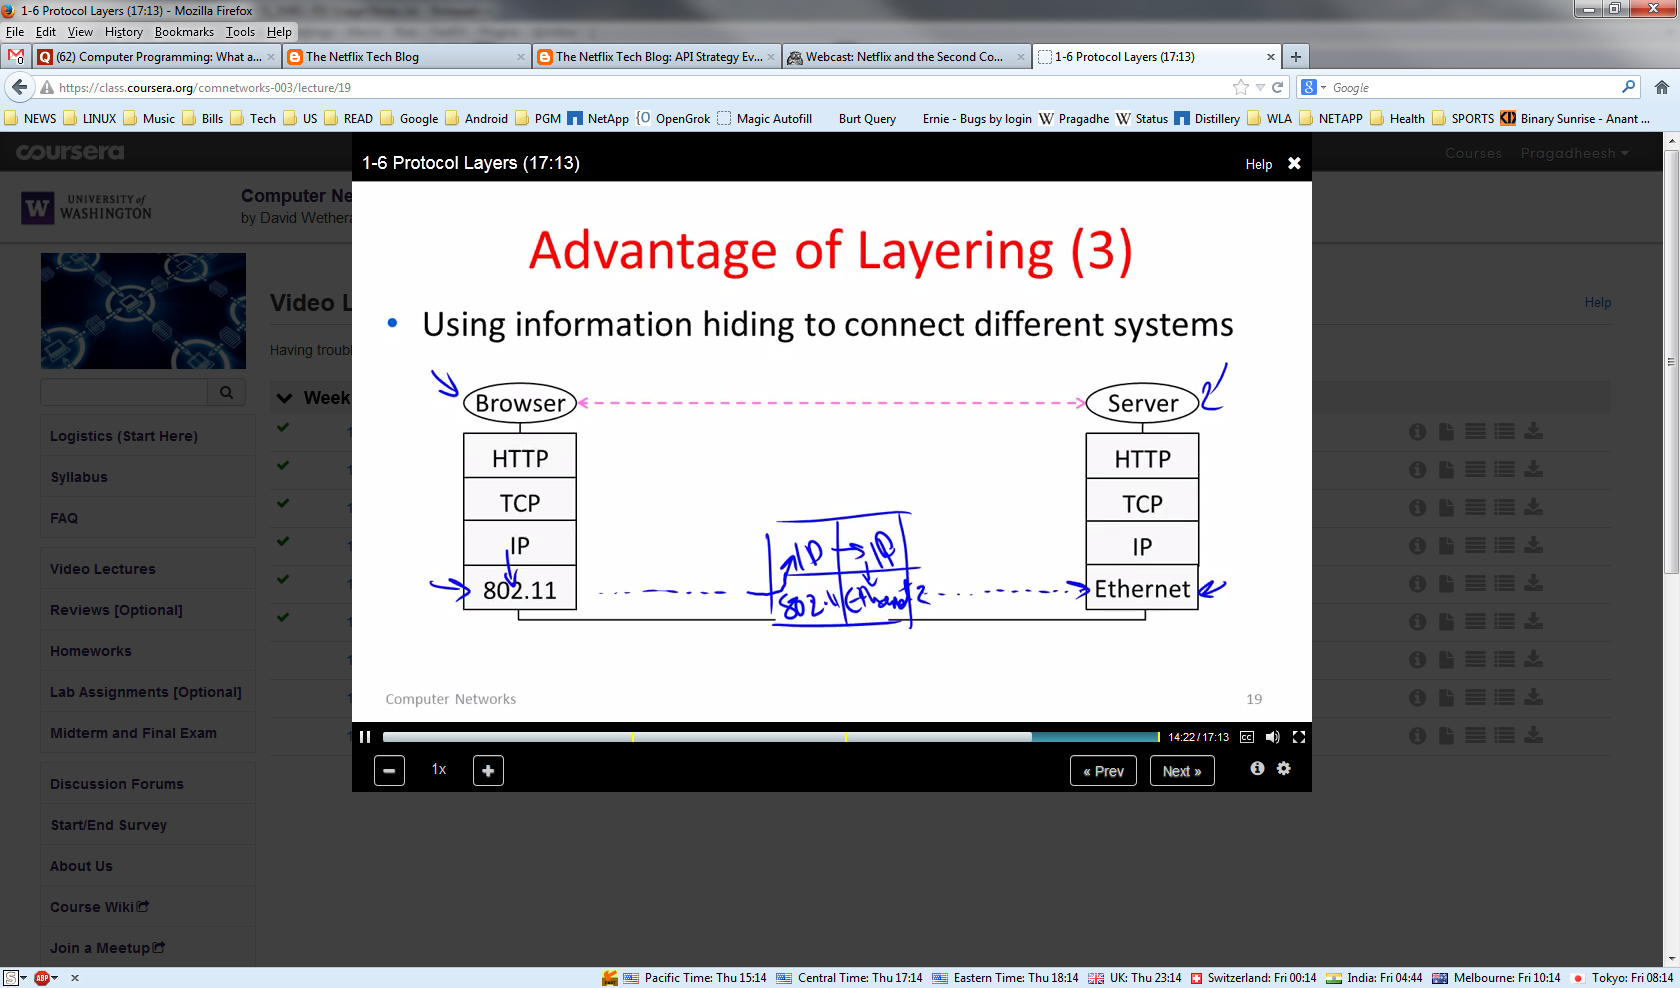 1-6 Protocol Layers (17:13) - Mozilla Firefox
File Edit View History Bookmarks Tools Help
(62) Computer Programming: What a...
The Netflix Tech Blog
The Netflix Tech Blog: API Strategy Ev...
Webcast: Netflix and the Second Co...
1-6 Protocol Layers (17:13)
https://class.coursera.org/comnetworks-003/lecture/19
Google
NEWS LINUX Music Bills Tech US READ Google Android PGM NetApp OpenGrok Magic Autofill Burt Query Ernie - Bugs by login Pragadhe Status Distillery WLA NETAPP Health SPORTS Binary Sunrise - Anant ...
coursera
Courses Pragadheesh
1-6 Protocol Layers (17:13)
Help
W UNIVERSITY of WASHINGTON
Computer Ne
by David Wethera
Video L
Help
Having troubl
Week
Logistics (Start Here)
Syllabus
FAQ
Video Lectures
Reviews [Optional]
Homeworks
Lab Assignments [Optional]
Midterm and Final Exam
Discussion Forums
Start/End Survey
About Us
Course Wiki
Join a Meetup
Advantage of Layering (3)
• Using information hiding to connect different systems
Browser Server
HTTP HTTP
TCP TCP
IP IP IP IP
802.11 802.11 Ethernet Ethernet
Computer Networks 19
14:22 / 17:13 CC
1x
« Prev Next »
Pacific Time: Thu 15:14 Central Time: Thu 17:14 Eastern Time: Thu 18:14 UK: Thu 23:14 Switzerland: Fri 00:14 India: Fri 04:44 Melbourne: Fri 10:14 Tokyo: Fri 08:14